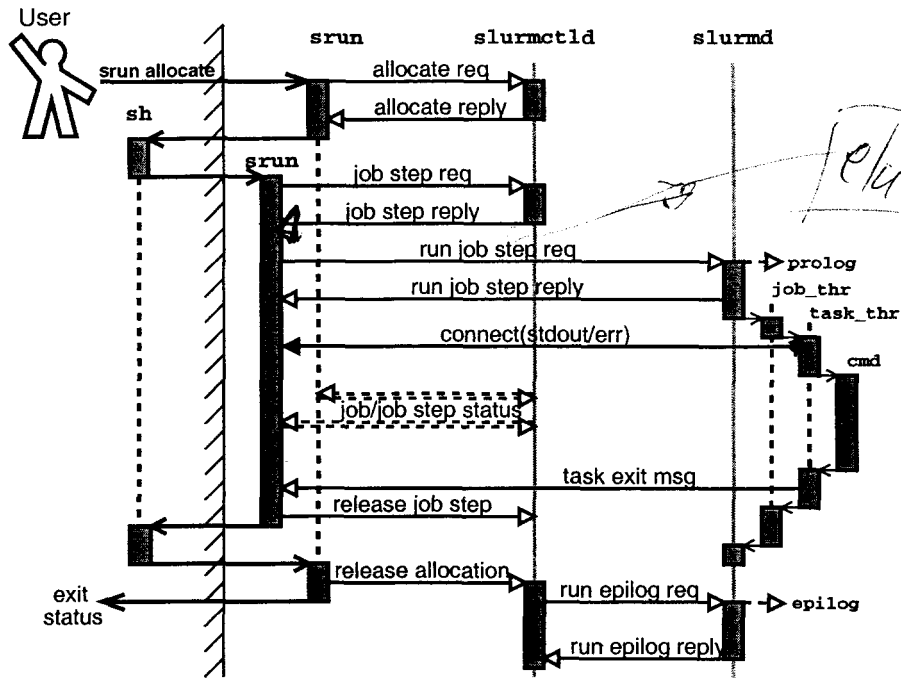 User
srun slurmctld slurmd
srun allocate
allocate req
allocate reply
sh
srun
job step req
job step reply
run job step req
prolog
run job step reply
job_thr
task_thr
connect(stdout/err)
cmd
job/job step status
task exit msg
release job step
release allocation
exit
status
run epilog req
epilog
run epilog reply